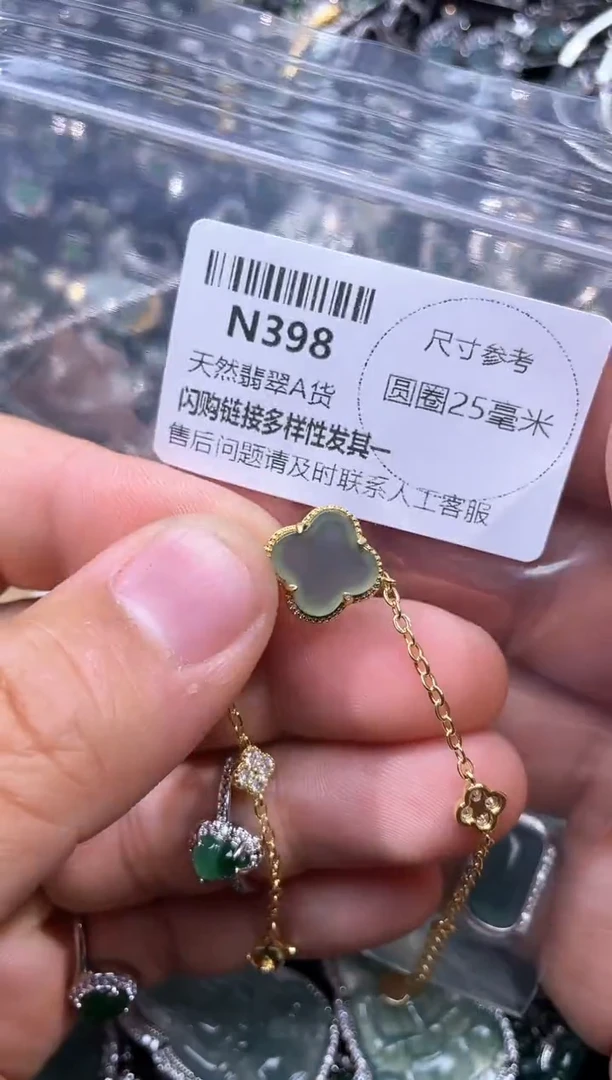 N398
天然翡翠A货
闪购链接多样性发其一
售后问题请及时联系人工客服
尺寸参考
圆圈25毫米